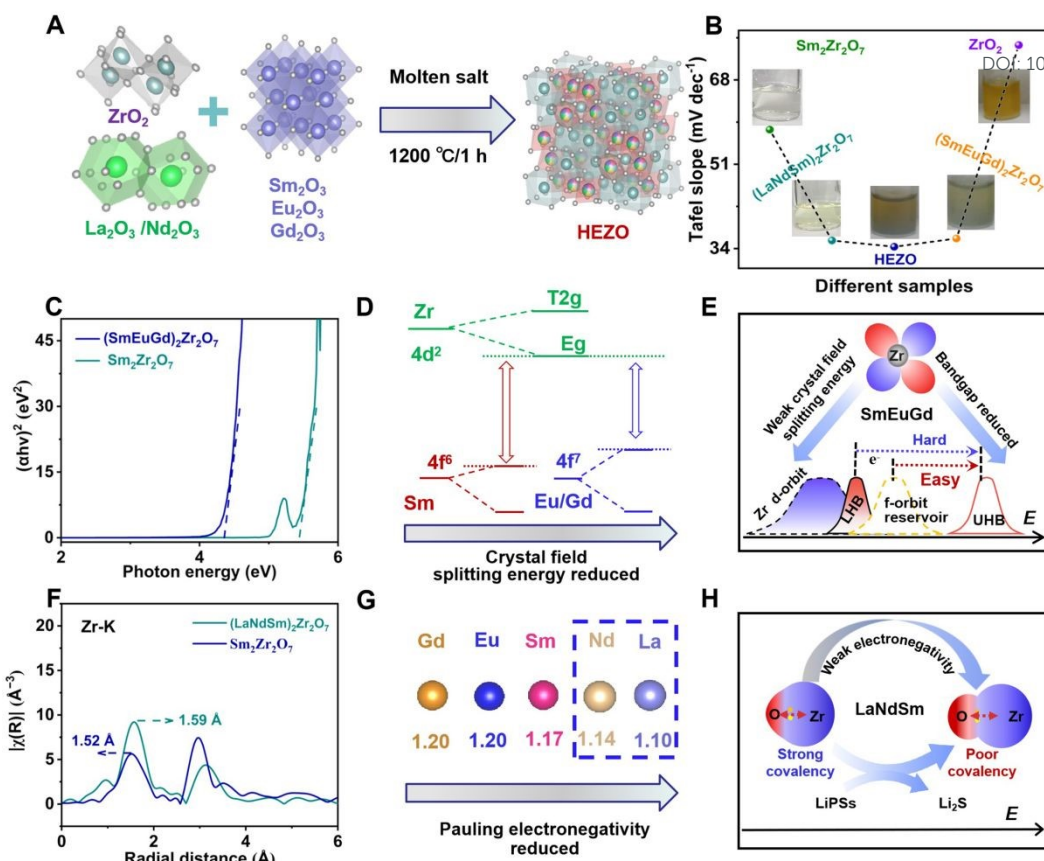 A
ZrO₂
La₂O₃ /Nd₂O₃
Sm₂O₃
Eu₂O₃
Gd₂O₃
Molten salt
1200 ℃/1 h
HEZO
B
Tafel slope (mV dec⁻¹)
68
51
34
Sm₂Zr₂O₇
(LaNdSm)₂Zr₂O₇
HEZO
(SmEuGd)₂Zr₂O₇
ZrO₂
DOI: 10
Different samples
C
(αhν)² (eV²)
45
30
15
0
(SmEuGd)₂Zr₂O₇
Sm₂Zr₂O₇
2
4
6
Photon energy (eV)
D
Zr
4d²
T2g
Eg
4f⁶
Sm
4f⁷
Eu/Gd
Crystal field
splitting energy reduced
E
Zr
SmEuGd
Weak crystal field
splitting energy
Bandgap reduced
Hard
e⁻
Easy
Zr d-orbit
LHB
f-orbit
reservoir
UHB
E
F
Zr-K
(LaNdSm)₂Zr₂O₇
Sm₂Zr₂O₇
|χ(R)| (Å⁻³)
20
15
10
5
0
1.59 Å
1.52 Å
0
2
4
6
Radial distance (Å)
G
Gd
Eu
Sm
Nd
La
1.20
1.20
1.17
1.14
1.10
Pauling electronegativity
reduced
H
Weak electronegativity
LaNdSm
O
Zr
O
Zr
Strong
covalency
Poor
covalency
LiPSs
Li₂S
E